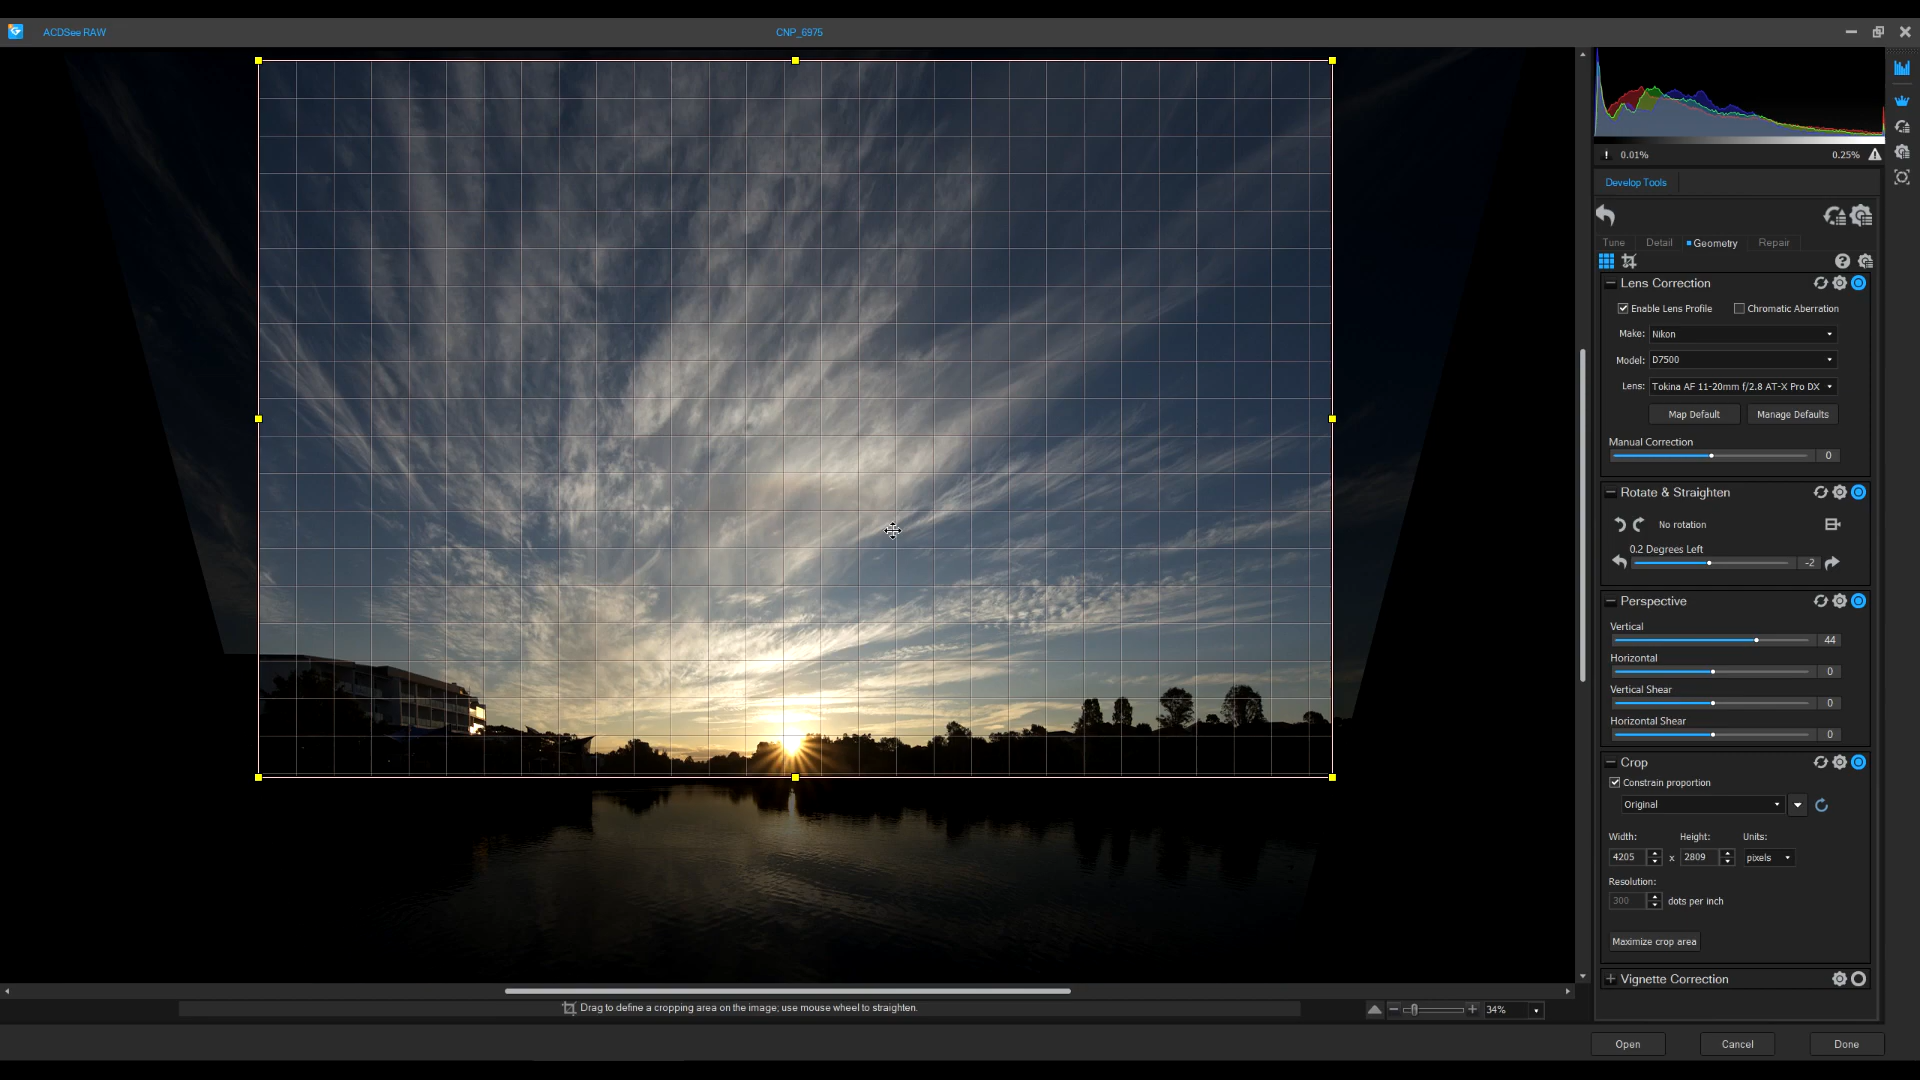 ACDSee RAW
CNP_6975
0.01%
0.25%
Develop Tools
Tune Detail Geometry Repair
Lens Correction
Enable Lens Profile Chromatic Aberration
Make: Nikon
Model: D7500
Lens: Tokina AF 11-20mm f/2.8 AT-X Pro DX
Map Default Manage Defaults
Manual Correction
0
Rotate & Straighten
No rotation
0.2 Degrees Left
-2
Perspective
Vertical
44
Horizontal
0
Vertical Shear
0
Horizontal Shear
0
Crop
Constrain proportion
Original
Width: Height: Units:
4205 x 2809 pixels
Resolution:
300 dots per inch
Maximize crop area
Vignette Correction
Drag to define a cropping area on the image; use mouse wheel to straighten.
34%
Open Cancel Done